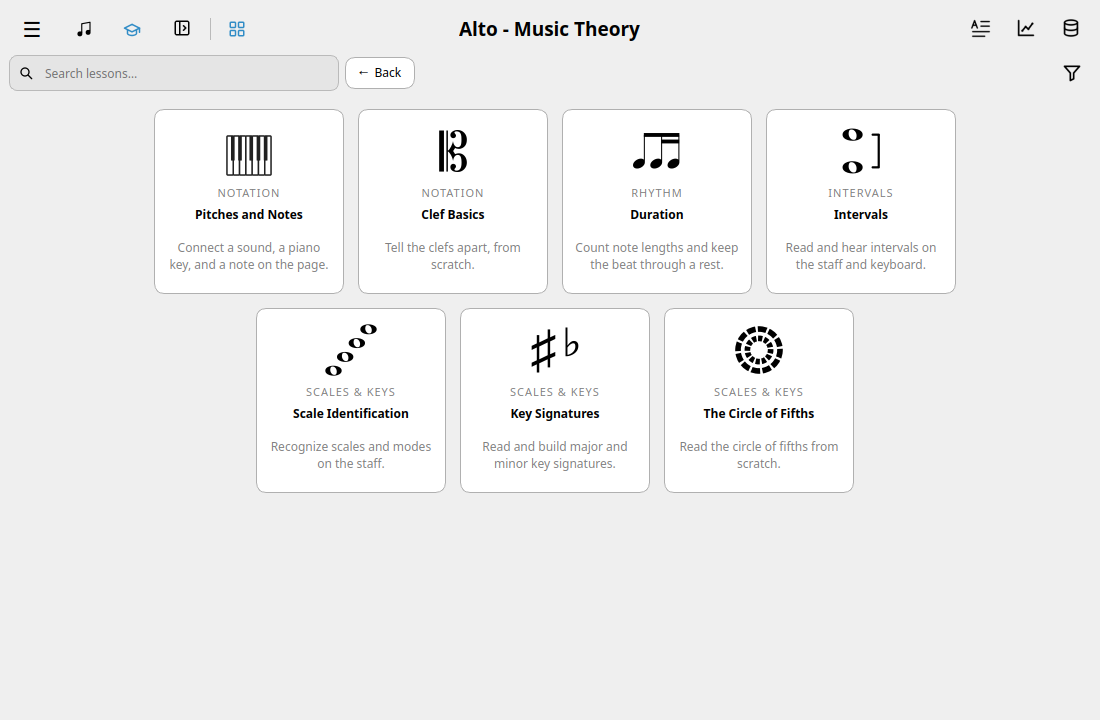 Alto - Music Theory
Search lessons...
← Back
NOTATION
Pitches and Notes
Connect a sound, a piano
key, and a note on the page.
NOTATION
Clef Basics
Tell the clefs apart, from
scratch.
RHYTHM
Duration
Count note lengths and keep
the beat through a rest.
INTERVALS
Intervals
Read and hear intervals on
the staff and keyboard.
SCALES & KEYS
Scale Identification
Recognize scales and modes
on the staff.
SCALES & KEYS
Key Signatures
Read and build major and
minor key signatures.
SCALES & KEYS
The Circle of Fifths
Read the circle of fifths from
scratch.